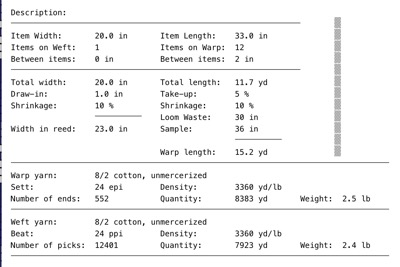 Description:
Item Width: 20.0 in Item Length: 33.0 in
Items on Weft: 1 Items on Warp: 12
Between items: 0 in Between items: 2 in
Total width: 20.0 in Total length: 11.7 yd
Draw-in: 1.0 in Take-up: 5 %
Shrinkage: 10 % Shrinkage: 10 %
Loom Waste: 30 in
Width in reed: 23.0 in Sample: 36 in
Warp length: 15.2 yd
Warp yarn: 8/2 cotton, unmercerized
Sett: 24 epi Density: 3360 yd/lb
Number of ends: 552 Quantity: 8383 yd Weight: 2.5 lb
Weft yarn: 8/2 cotton, unmercerized
Beat: 24 ppi Density: 3360 yd/lb
Number of picks: 12401 Quantity: 7923 yd Weight: 2.4 lb